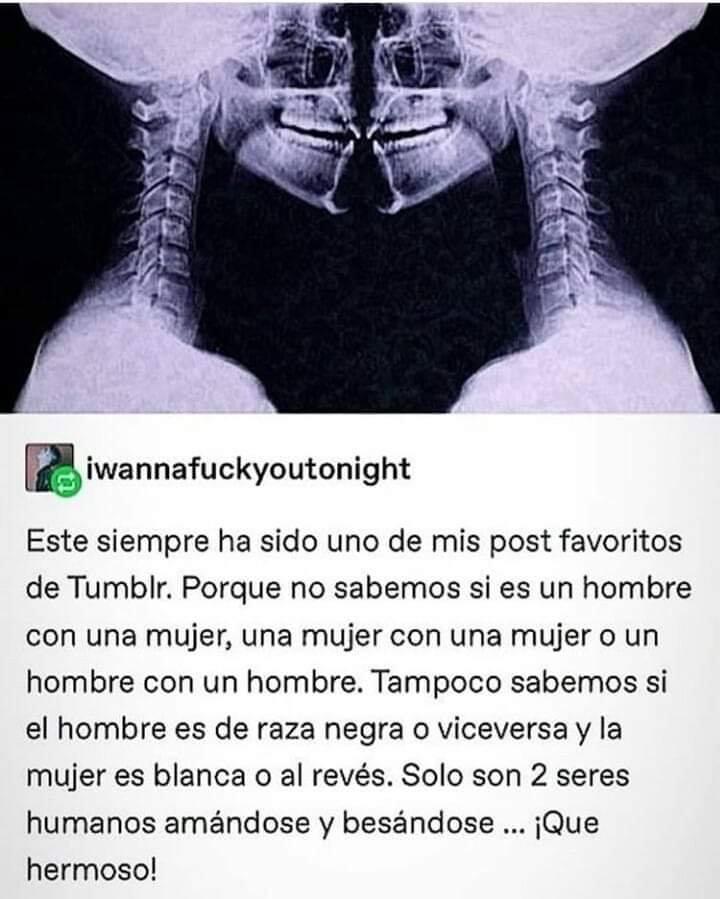 iwannafuckyoutonight
Este siempre ha sido uno de mis post favoritos
de Tumblr. Porque no sabemos si es un hombre
con una mujer, una mujer con una mujer o un
hombre con un hombre. Tampoco sabemos si
el hombre es de raza negra o viceversa y la
mujer es blanca o al revés. Solo son 2 seres
humanos amándose y besándose ... ¡Que
hermoso!